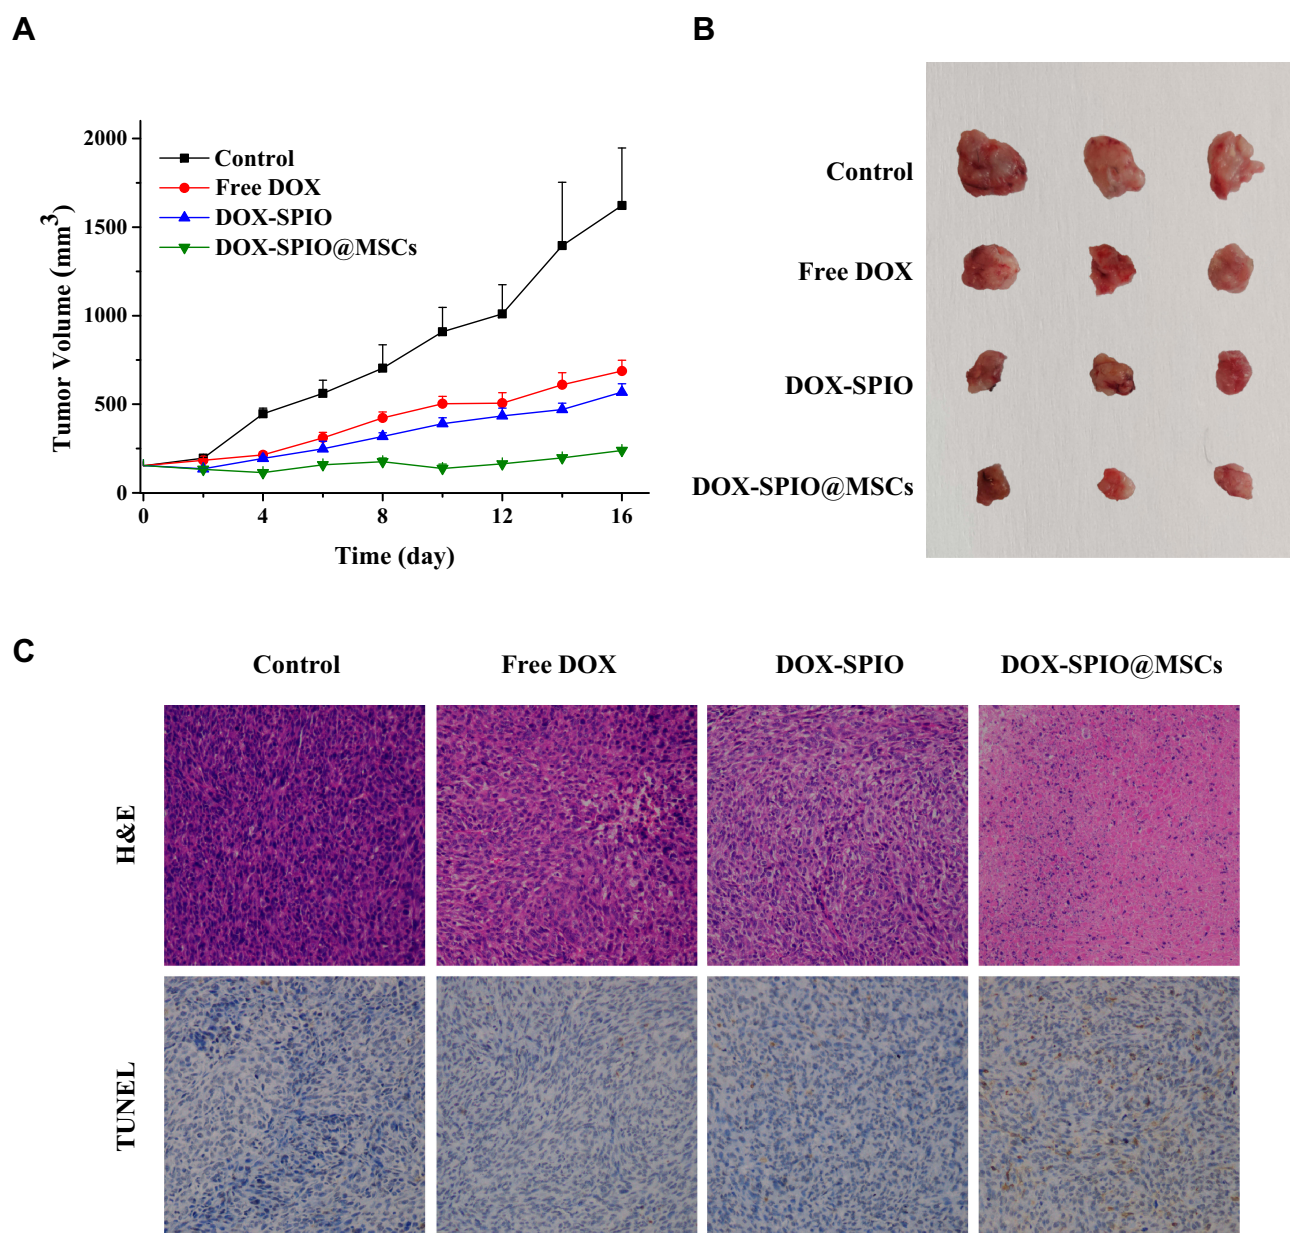 A
B
2000
1500
1000
500
0
0
4
8
12
16
Tumor Volume (mm³)
Time (day)
Control
Free DOX
DOX-SPIO
DOX-SPIO@MSCs
Control
Free DOX
DOX-SPIO
DOX-SPIO@MSCs
C
Control
Free DOX
DOX-SPIO
DOX-SPIO@MSCs
H&E
TUNEL